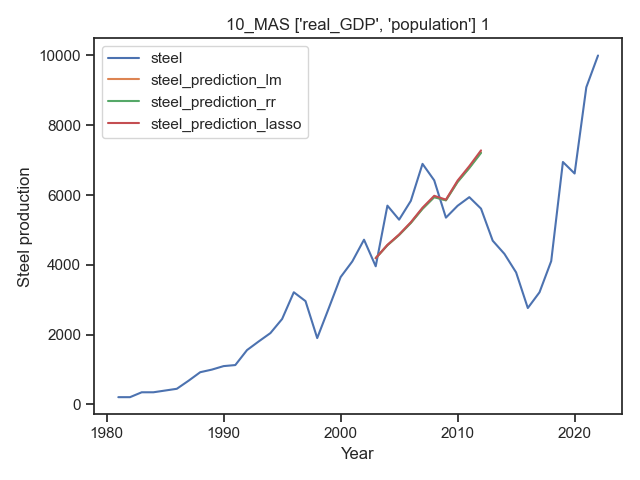 10_MAS ['real_GDP', 'population'] 1
steel
steel_prediction_lm
steel_prediction_rr
steel_prediction_lasso
10000
8000
6000
4000
2000
0
Steel production
1980
1990
2000
2010
2020
Year